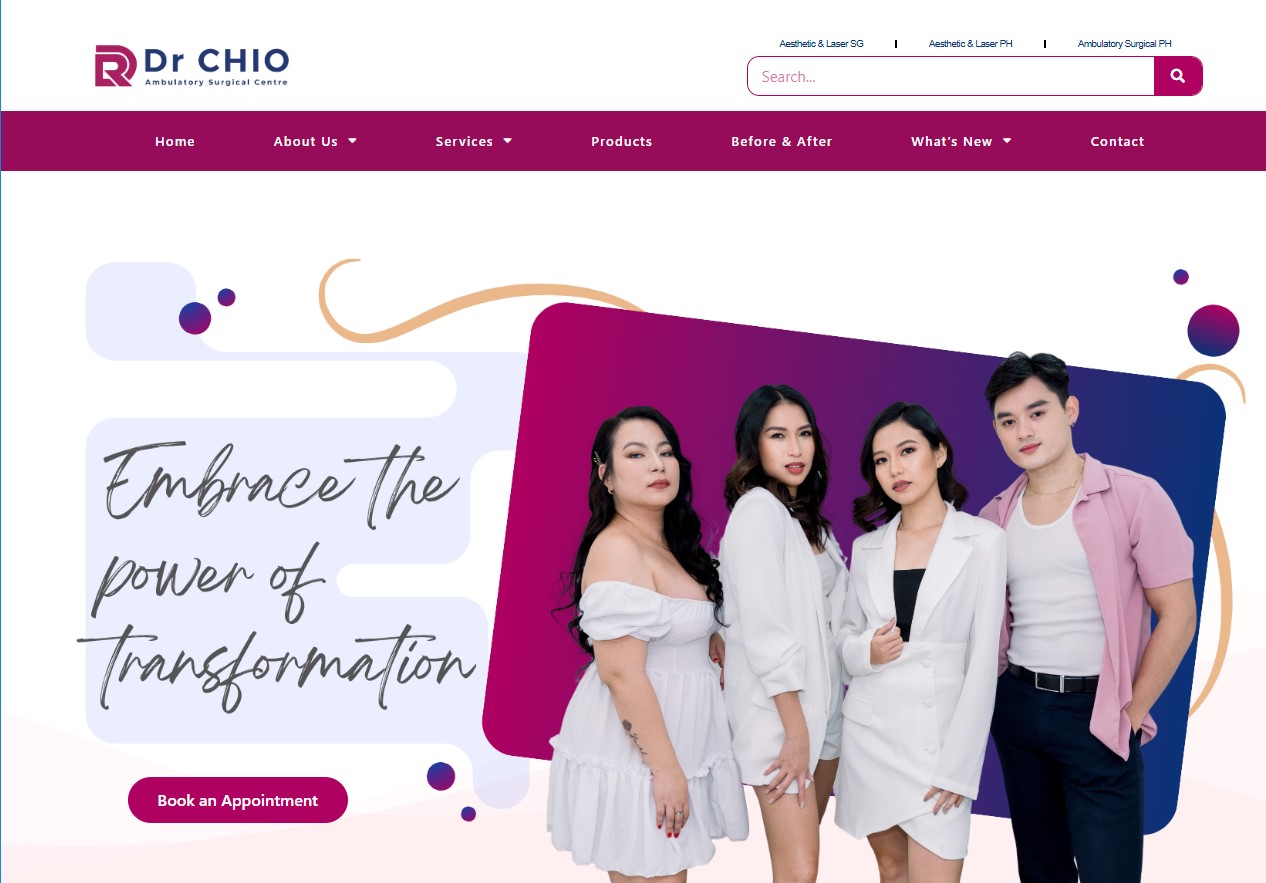 Dr CHIO
Ambulatory Surgical Centre
Aesthetic & Laser SG
Aesthetic & Laser PH
Ambulatory Surgical PH
Search...
Home
About Us
Services
Products
Before & After
What's New
Contact
Embrace the
power of
Transformation
Book an Appointment